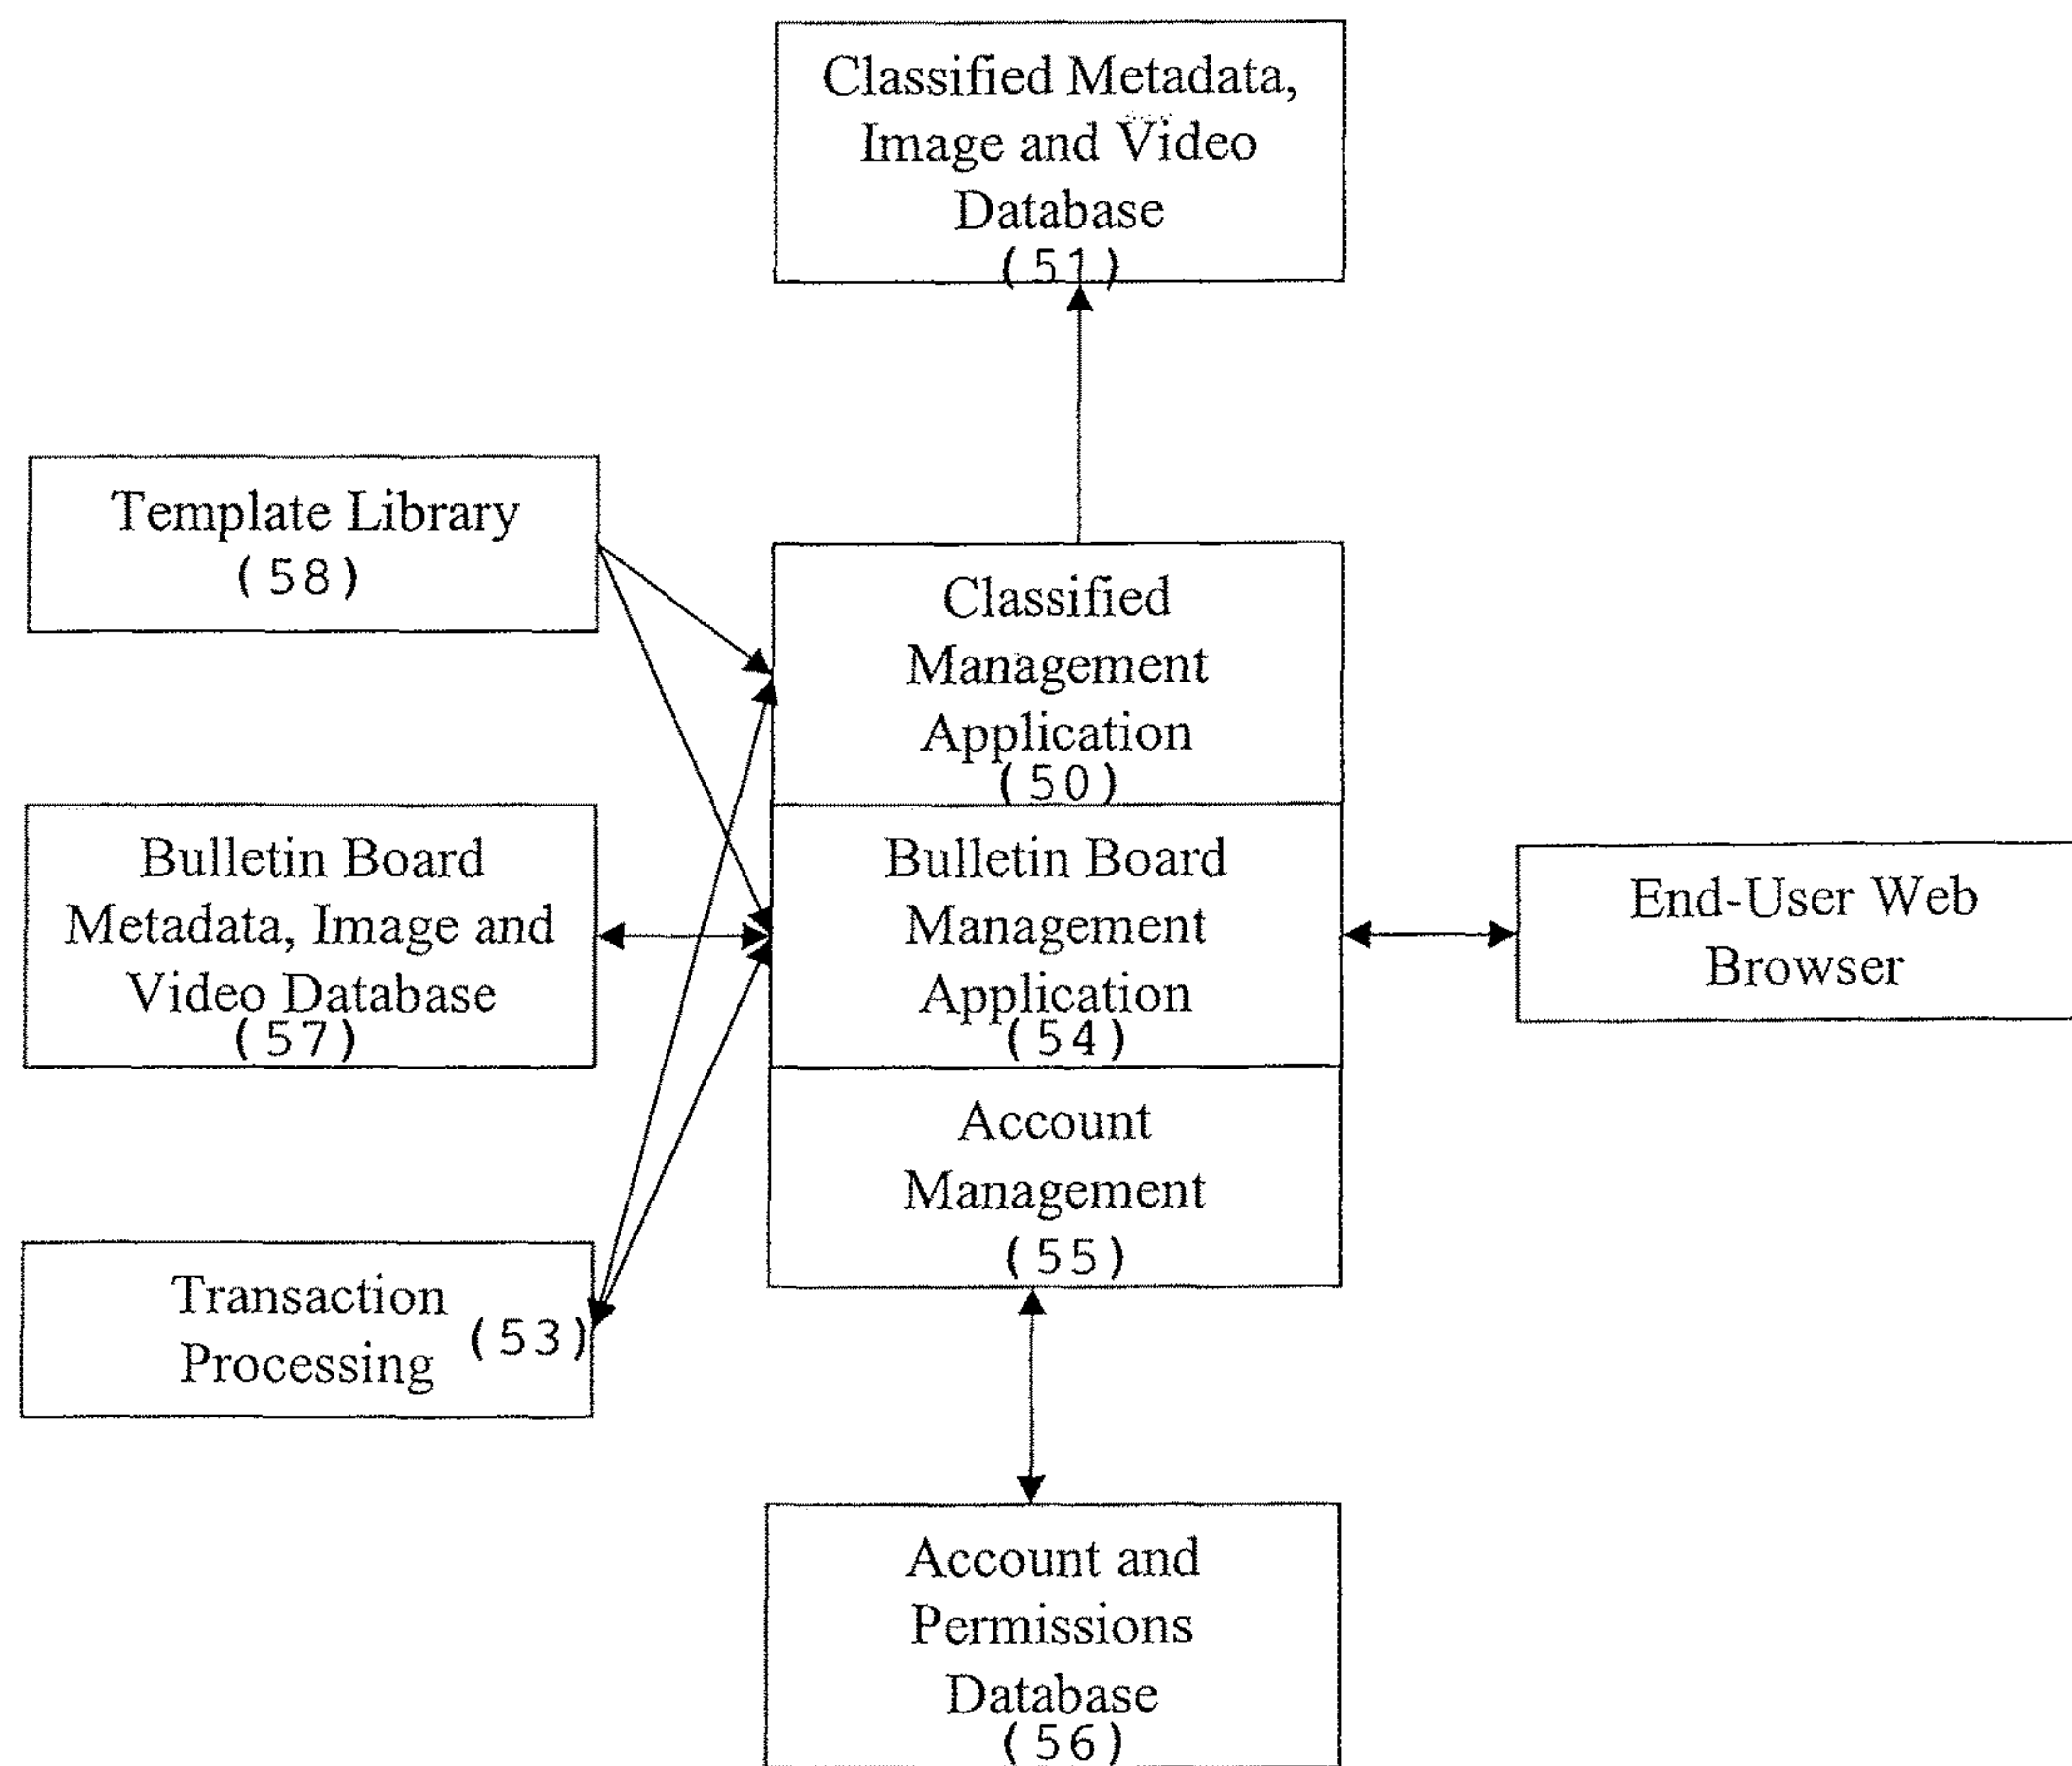 Classified Metadata,
Image and Video
Database
(51)
Template Library
(58)
Classified
Management
Application
(50)
Bulletin Board
Metadata, Image and
Video Database
(57)
Bulletin Board
Management
Application
(54)
End-User Web
Browser
Account
Management
(55)
Transaction
Processing
(53)
Account and
Permissions
Database
(56)